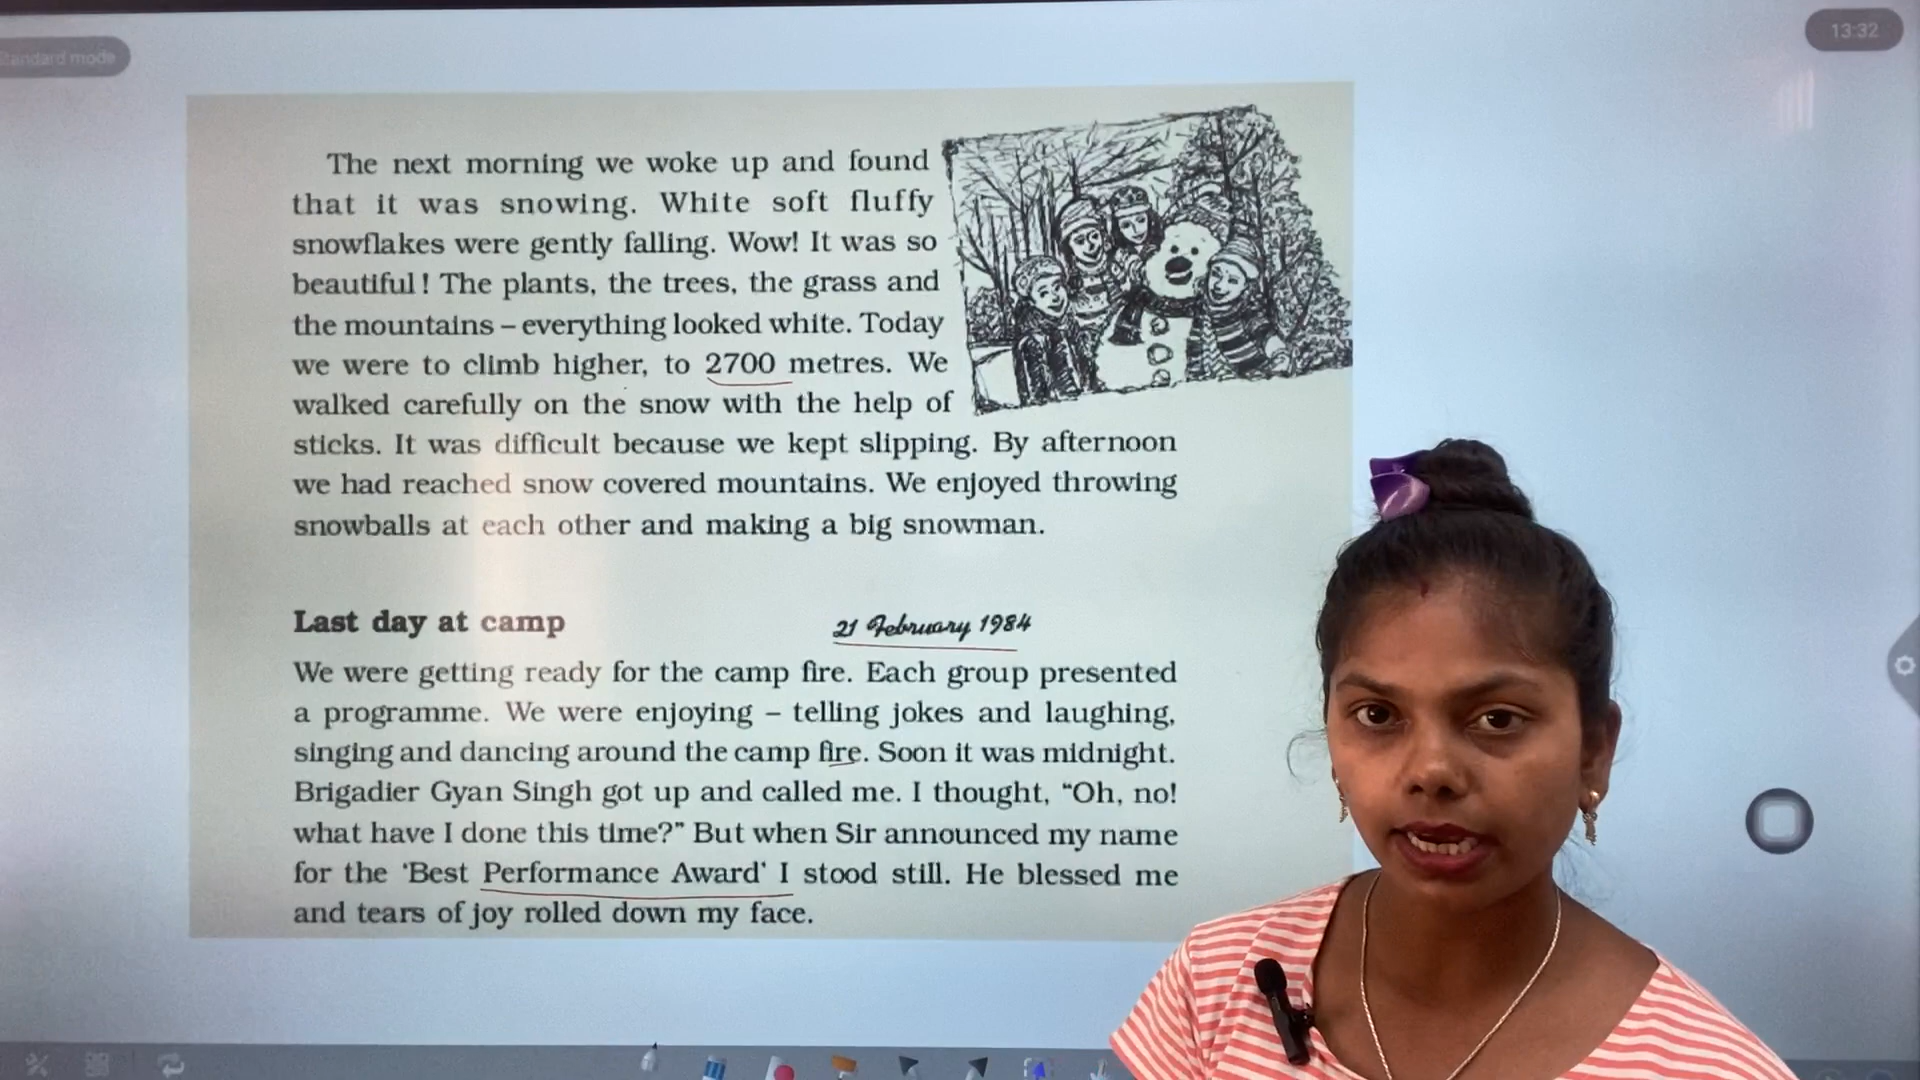 Standard mode
13:32
The next morning we woke up and found
that it was snowing. White soft fluffy
snowflakes were gently falling. Wow! It was so
beautiful! The plants, the trees, the grass and
the mountains – everything looked white. Today
we were to climb higher, to 2700 metres. We
walked carefully on the snow with the help of
sticks. It was difficult because we kept slipping. By afternoon
we had reached snow covered mountains. We enjoyed throwing
snowballs at each other and making a big snowman.
Last day at camp
21 February 1984
We were getting ready for the camp fire. Each group presented
a programme. We were enjoying – telling jokes and laughing,
singing and dancing around the camp fire. Soon it was midnight.
Brigadier Gyan Singh got up and called me. I thought, “Oh, no!
what have I done this time?” But when Sir announced my name
for the ‘Best Performance Award’ I stood still. He blessed me
and tears of joy rolled down my face.